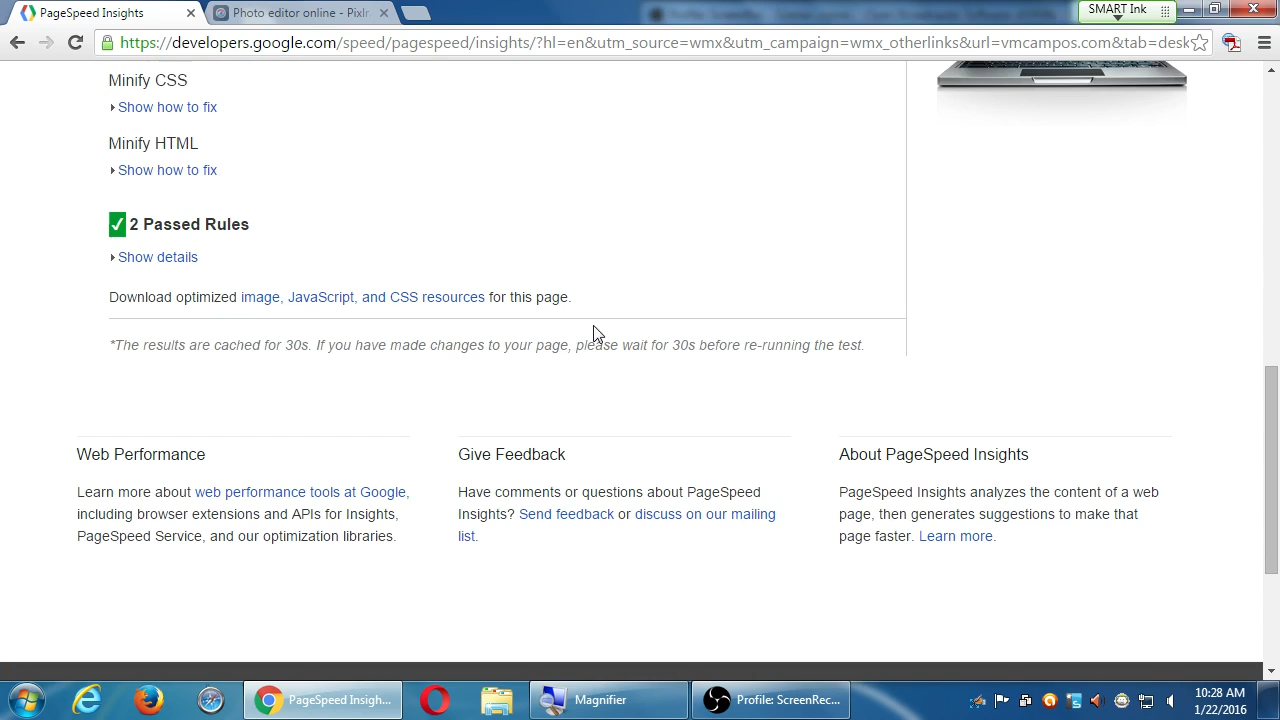 PageSpeed Insights
Photo editor online - Pixlr
SMART Ink
https://developers.google.com/speed/pagespeed/insights/?hl=en&utm_source=wmx&utm_campaign=wmx_otherlinks&url=vmcampos.com&tab=desk
Minify CSS
Show how to fix
Minify HTML
Show how to fix
2 Passed Rules
Show details
Download optimized image, JavaScript, and CSS resources for this page.
*The results are cached for 30s. If you have made changes to your page, please wait for 30s before re-running the test.
Web Performance
Learn more about web performance tools at Google,
including browser extensions and APIs for Insights,
PageSpeed Service, and our optimization libraries.
Give Feedback
Have comments or questions about PageSpeed
Insights? Send feedback or discuss on our mailing
list.
About PageSpeed Insights
PageSpeed Insights analyzes the content of a web
page, then generates suggestions to make that
page faster. Learn more.
PageSpeed Insigh...
Magnifier
Profile: ScreenRec...
10:28 AM
1/22/2016